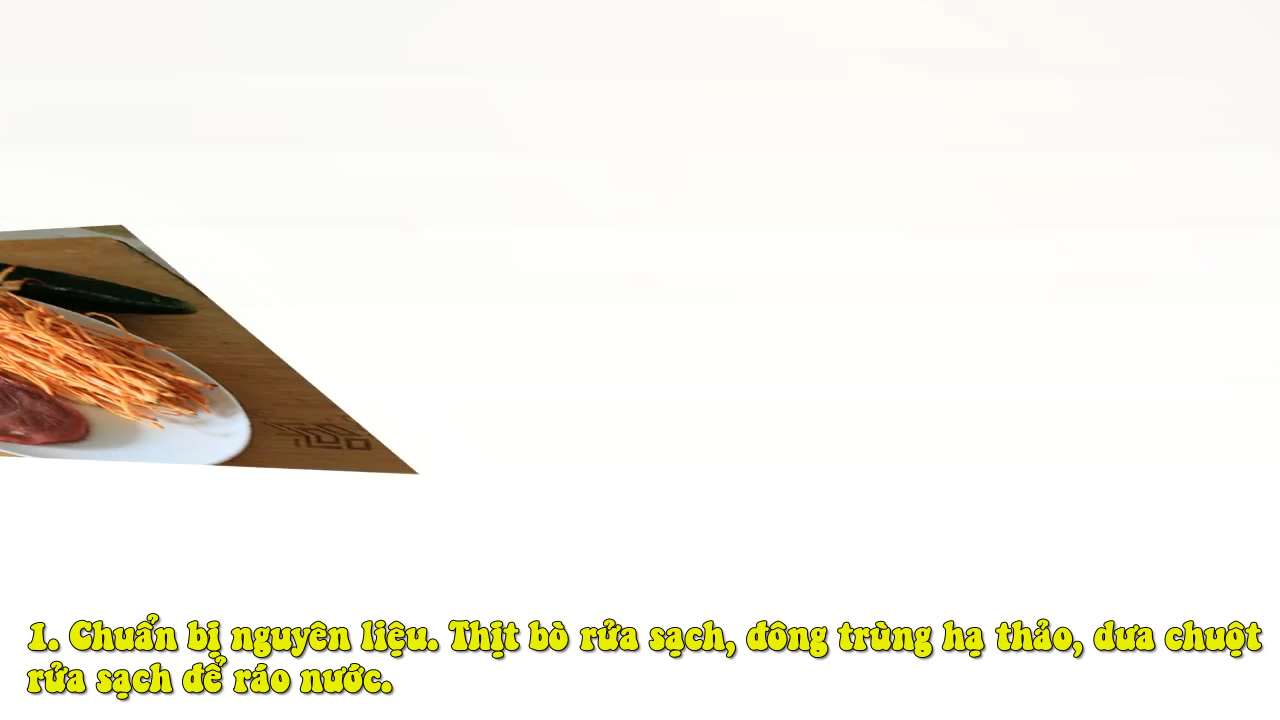 1. Chuẩn bị nguyên liệu. Thịt bò rửa sạch, đông trùng hạ thảo, dưa chuột
rửa sạch để ráo nước.